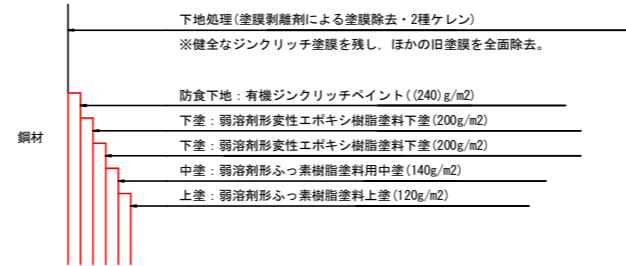 下地処理(塗膜剥離剤による塗膜除去・2種ケレン)
※健全なジンクリッチ塗膜を残し、ほかの旧塗膜を全面除去。
防食下地：有機ジンクリッチペイント((240)g/m2)
下塗：弱溶剤形変性エポキシ樹脂塗料下塗(200g/m2)
鋼材
下塗：弱溶剤形変性エポキシ樹脂塗料下塗(200g/m2)
中塗：弱溶剤形ふっ素樹脂塗料用中塗(140g/m2)
上塗：弱溶剤形ふっ素樹脂塗料上塗(120g/m2)